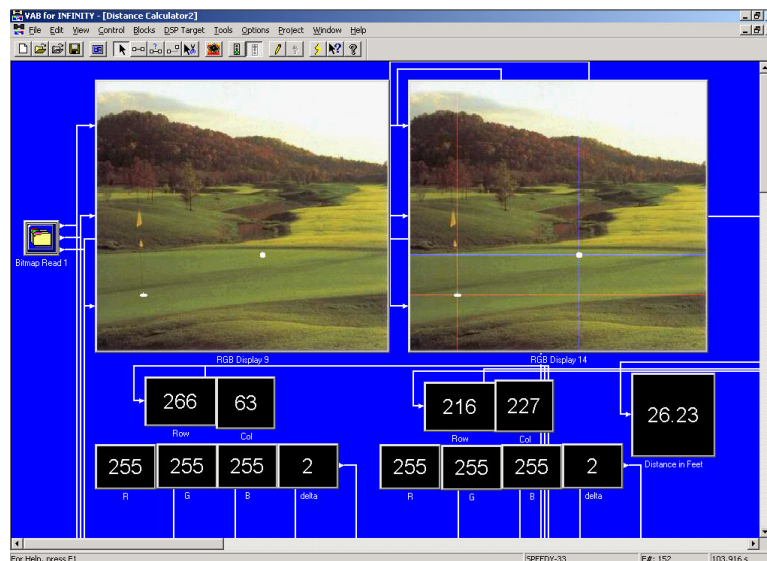 VAB for INFINITY - [Distance Calculator2]
File Edit View Control Blocks DSP Target Tools Options Project Window Help
Bitmap Read 1
RGB Display 9
RGB Display 14
266
63
216
227
26.23
Row
Col
Row
Col
Distance in Feet
255
255
255
2
255
255
255
2
R
G
B
delta
R
G
B
delta
For Help, press F1
SPEEDY-33
F#: 152
103.916 s